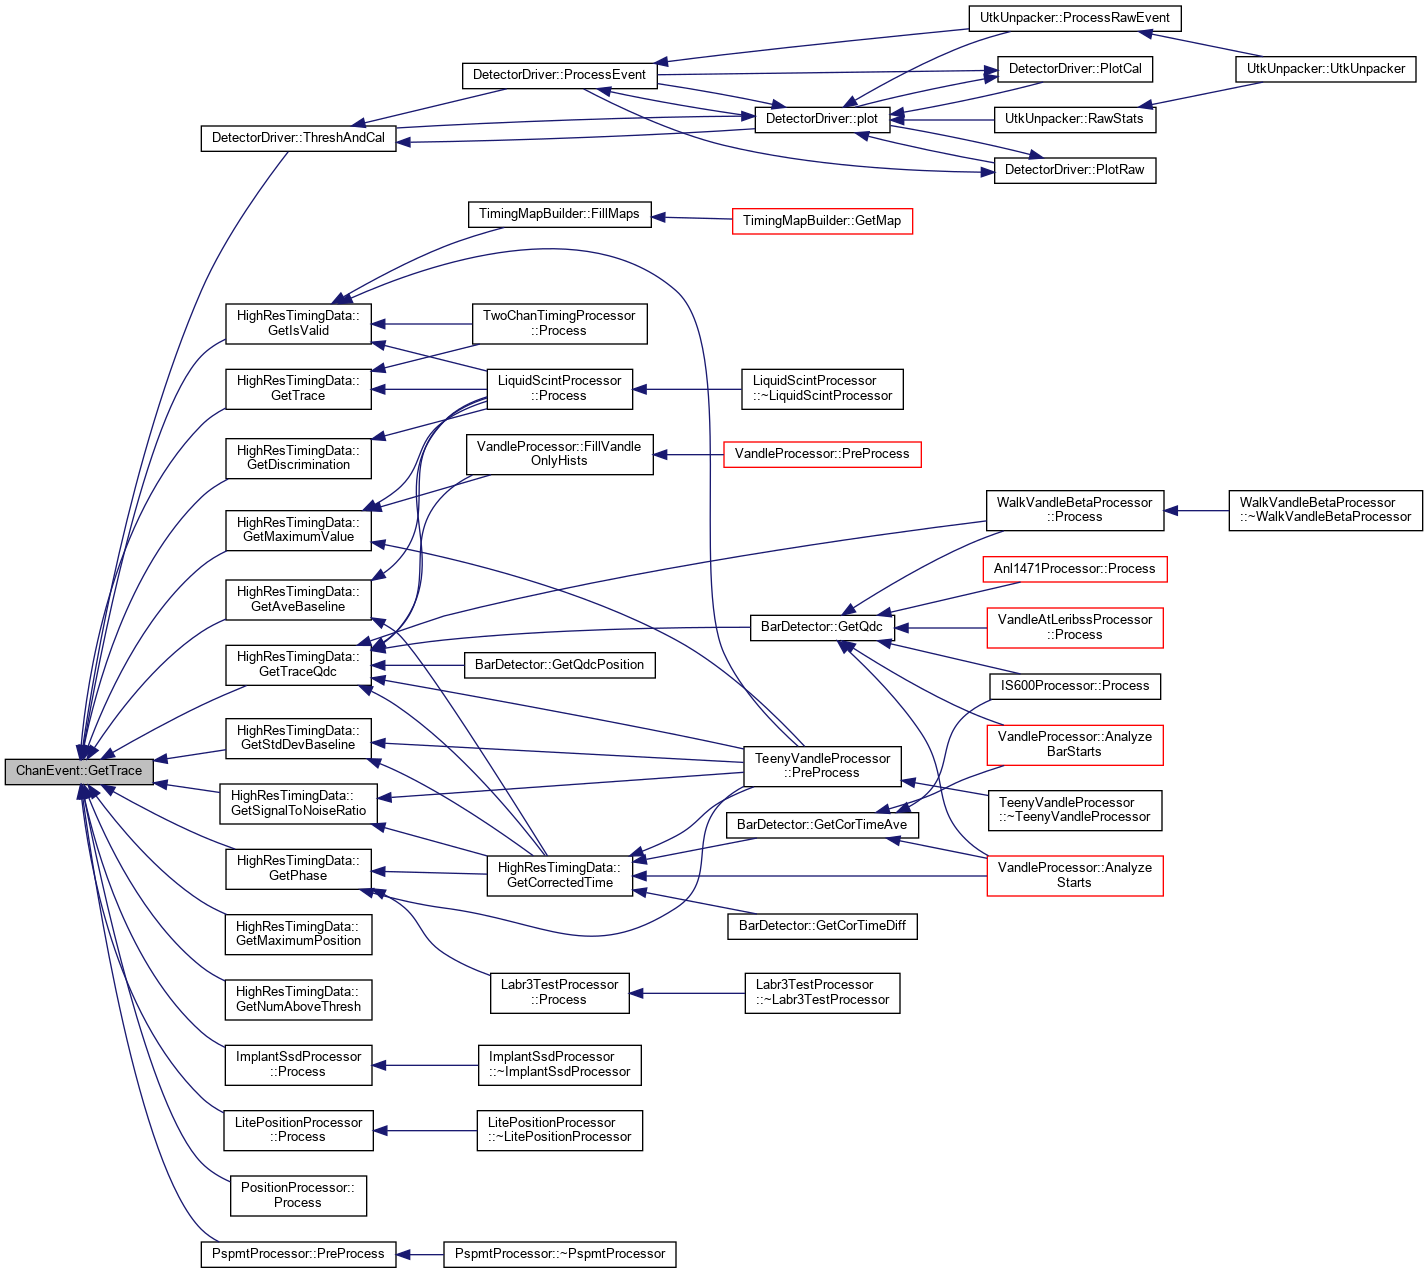 UtkUnpacker::ProcessRawEvent
DetectorDriver::ProcessEvent
DetectorDriver::PlotCal
UtkUnpacker::UtkUnpacker
DetectorDriver::plot
UtkUnpacker::RawStats
DetectorDriver::ThreshAndCal
DetectorDriver::PlotRaw
TimingMapBuilder::FillMaps
TimingMapBuilder::GetMap
HighResTimingData::
GetIsValid
TwoChanTimingProcessor
::Process
HighResTimingData::
GetTrace
LiquidScintProcessor
::Process
LiquidScintProcessor
::~LiquidScintProcessor
HighResTimingData::
GetDiscrimination
VandleProcessor::FillVandle
OnlyHists
VandleProcessor::PreProcess
HighResTimingData::
GetMaximumValue
WalkVandleBetaProcessor
::Process
WalkVandleBetaProcessor
::~WalkVandleBetaProcessor
Anl1471Processor::Process
HighResTimingData::
GetAveBaseline
BarDetector::GetQdc
VandleAtLeribssProcessor
::Process
HighResTimingData::
GetTraceQdc
BarDetector::GetQdcPosition
IS600Processor::Process
HighResTimingData::
GetStdDevBaseline
VandleProcessor::Analyze
BarStarts
ChanEvent::GetTrace
TeenyVandleProcessor
::PreProcess
HighResTimingData::
GetSignalToNoiseRatio
TeenyVandleProcessor
::~TeenyVandleProcessor
BarDetector::GetCorTimeAve
HighResTimingData::
GetPhase
HighResTimingData::
GetCorrectedTime
VandleProcessor::Analyze
Starts
HighResTimingData::
GetMaximumPosition
BarDetector::GetCorTimeDiff
HighResTimingData::
GetNumAboveThresh
Labr3TestProcessor
::Process
Labr3TestProcessor
::~Labr3TestProcessor
ImplantSsdProcessor
::Process
ImplantSsdProcessor
::~ImplantSsdProcessor
LitePositionProcessor
::Process
LitePositionProcessor
::~LitePositionProcessor
PositionProcessor::
Process
PspmtProcessor::PreProcess
PspmtProcessor::~PspmtProcessor